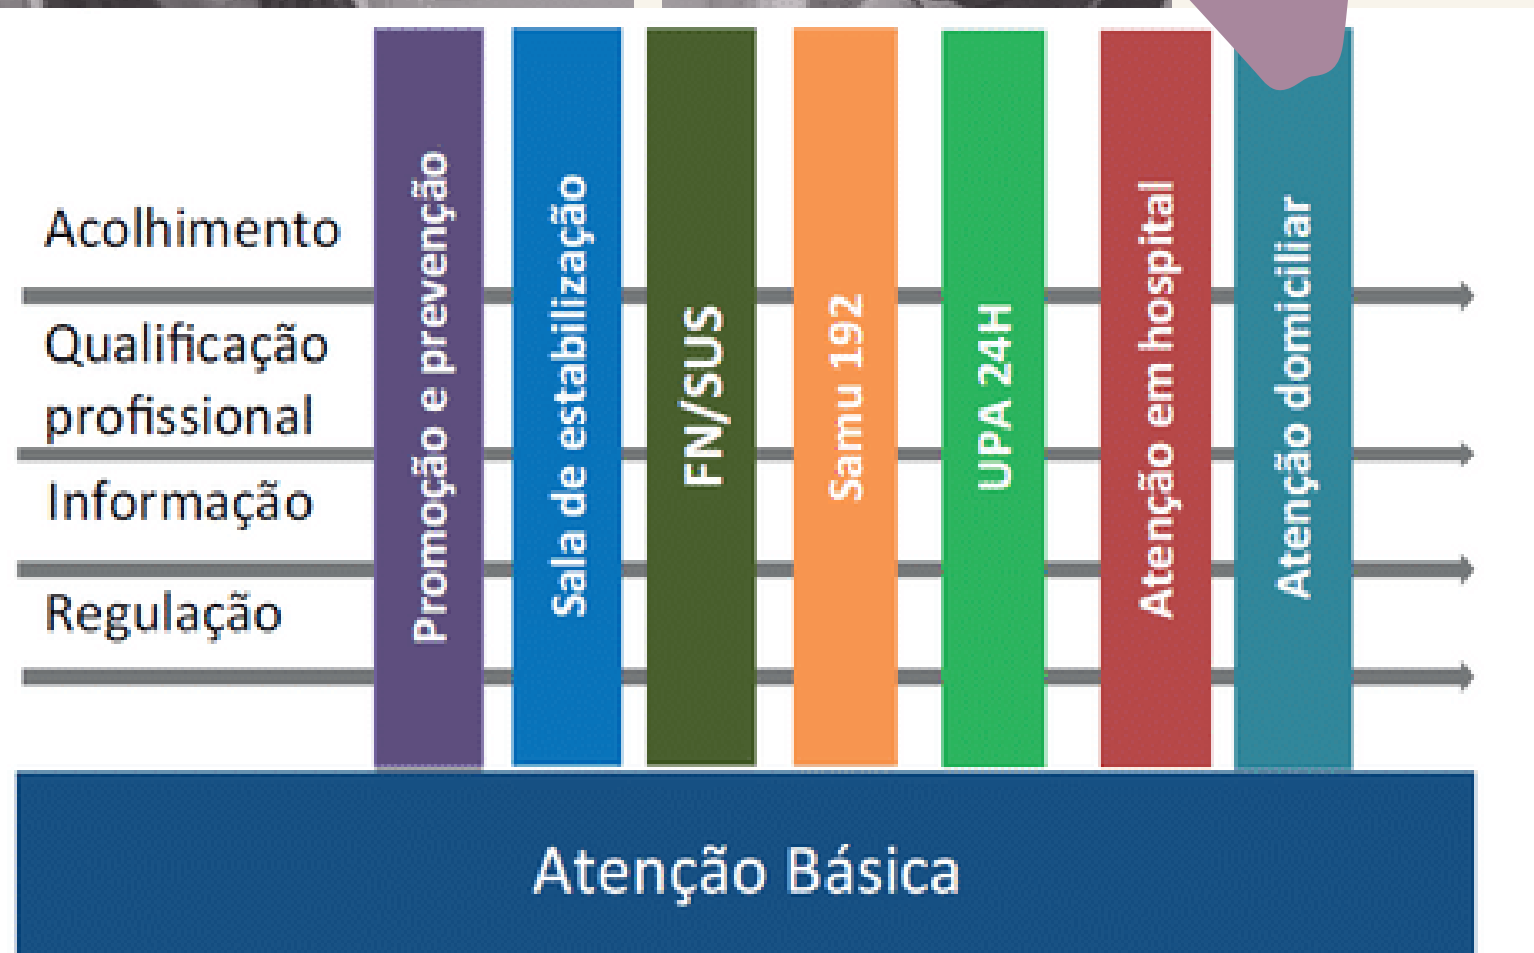 Acolhimento
Qualificação
profissional
Informação
Regulação
Promoção e prevenção
Sala de estabilização
FN/SUS
Samu 192
UPA 24H
Atenção em hospital
Atenção domiciliar
Atenção Básica